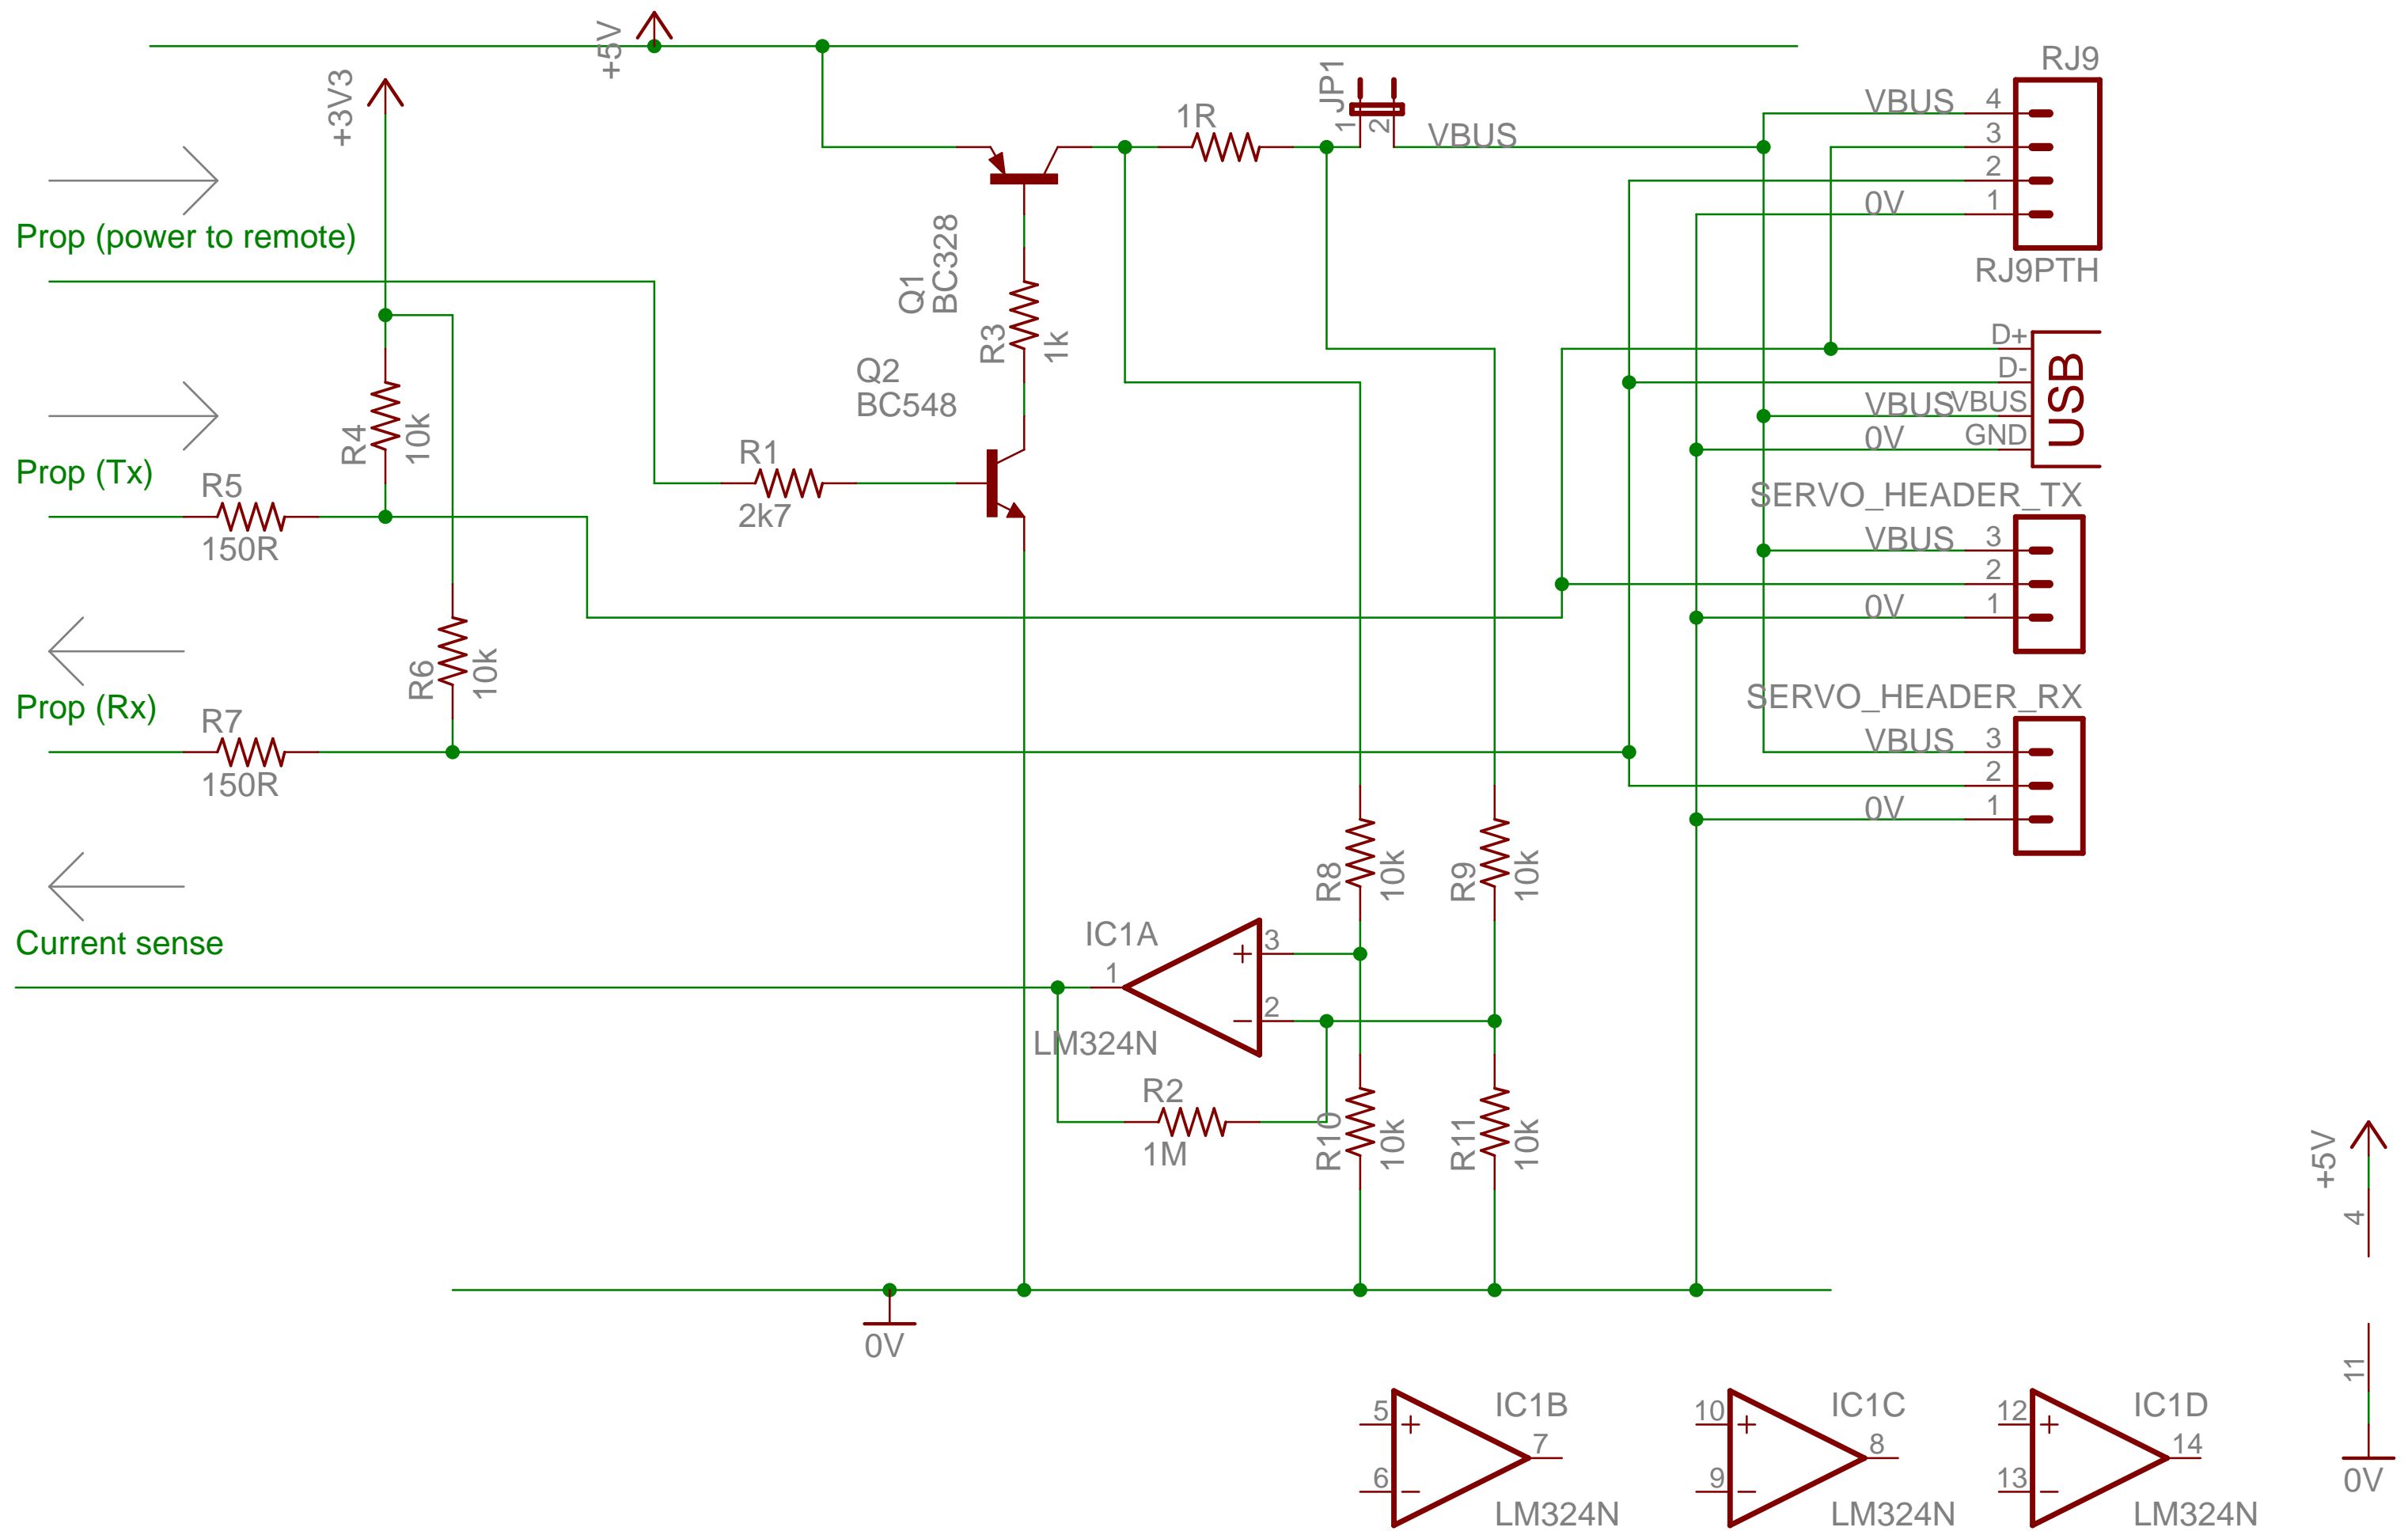 +5V
+3V3
JP1
1
2
1R
VBUS
RJ9
VBUS
4
3
2
0V
1
RJ9PTH
Prop (power to remote)
Q1
BC328
R3
1k
Q2
BC548
D+
D-
VBUS
VBUS
0V
GND
USB
R4
10k
Prop (Tx)
R5
150R
R1
2k7
SERVO_HEADER_TX
VBUS
3
2
0V
1
R6
10k
Prop (Rx)
R7
150R
SERVO_HEADER_RX
VBUS
3
2
0V
1
R8
10k
R9
10k
Current sense
IC1A
3
1
2
LM324N
R2
1M
R10
10k
R11
10k
+5V
4
0V
11
0V
5
6
7
IC1B
LM324N
10
9
8
IC1C
LM324N
12
13
14
IC1D
LM324N